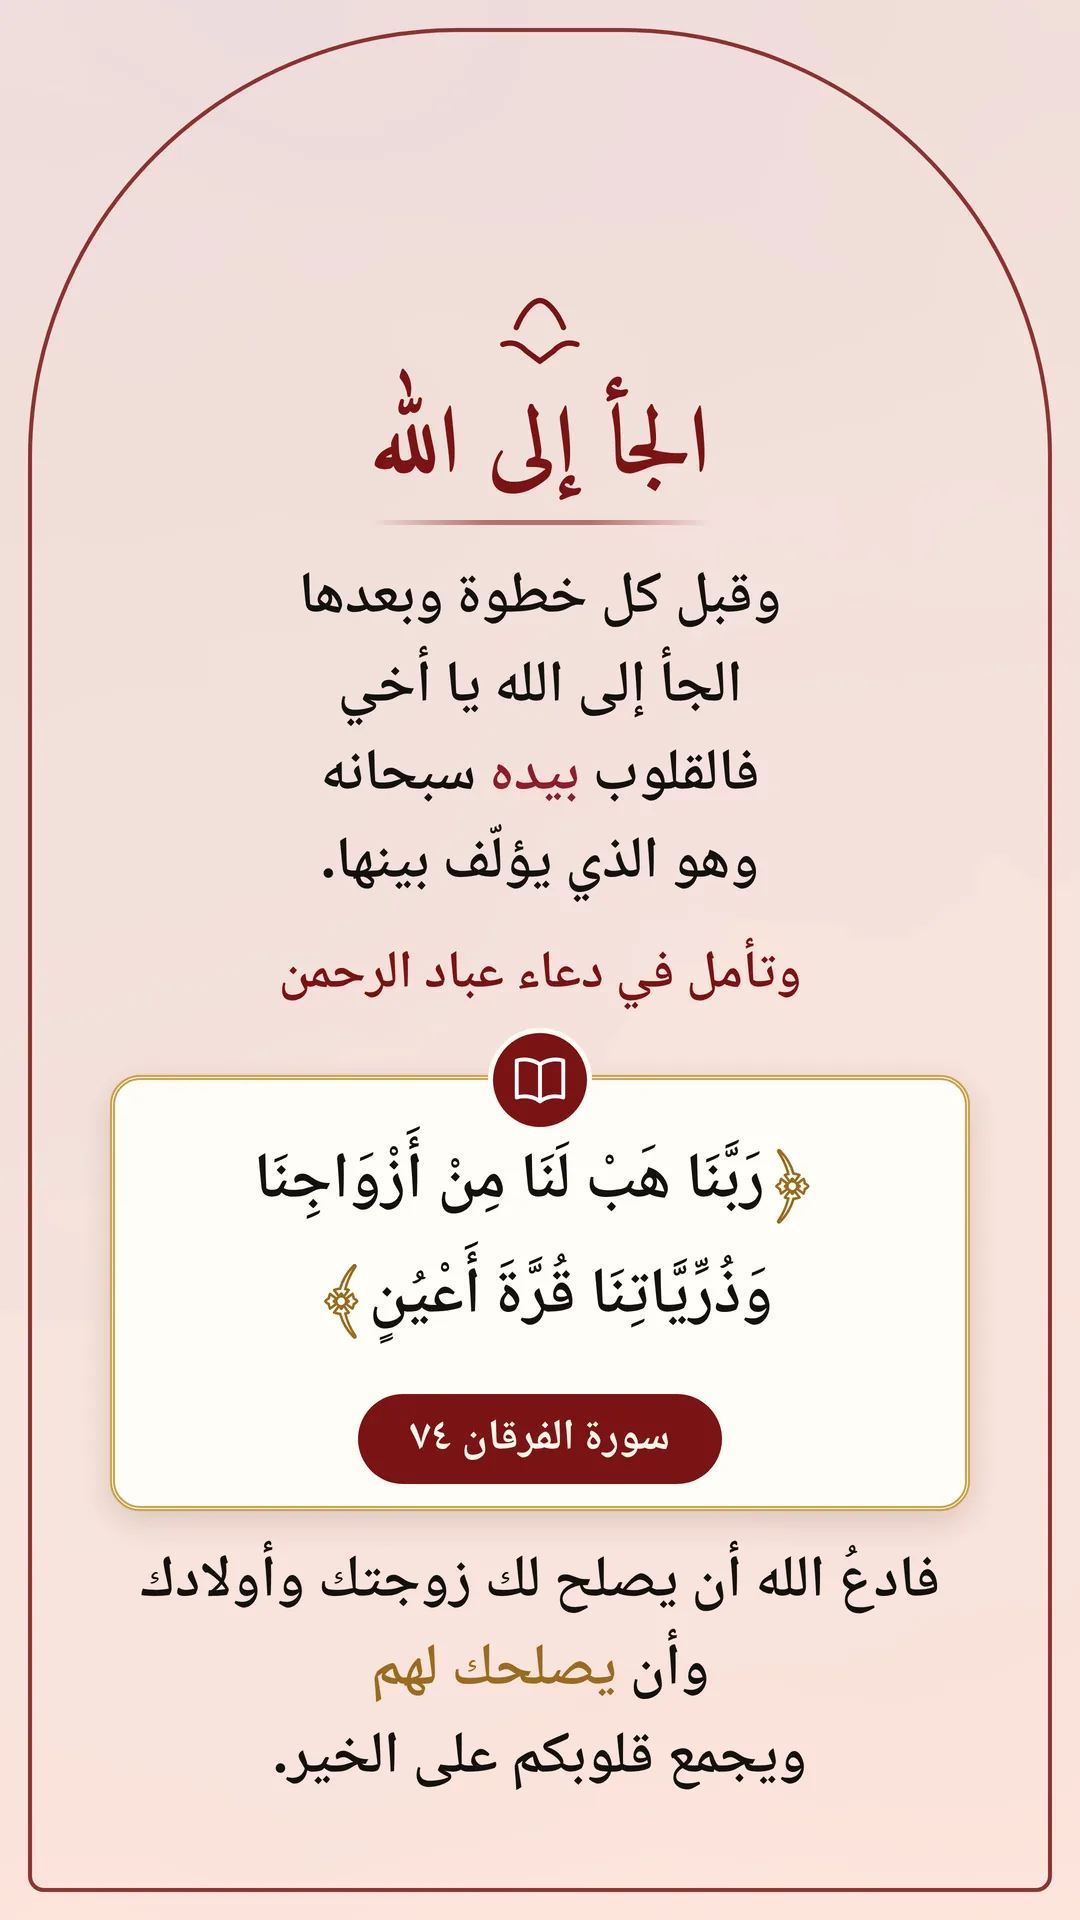 الجأ إلى الله
وقبل كل خطوة وبعدها
الجأ إلى الله يا أخي
فالقلوب بيده سبحانه
وهو الذي يؤلّف بينها.
وتأمل في دعاء عباد الرحمن
﴿رَبَّنَا هَبْ لَنَا مِنْ أَزْوَاجِنَا
وَذُرِّيَّاتِنَا قُرَّةَ أَعْيُنٍ﴾
سورة الفرقان ٧٤
فادعُ الله أن يصلح لك زوجتك وأولادك
وأن يصلحك لهم
ويجمع قلوبكم على الخير.